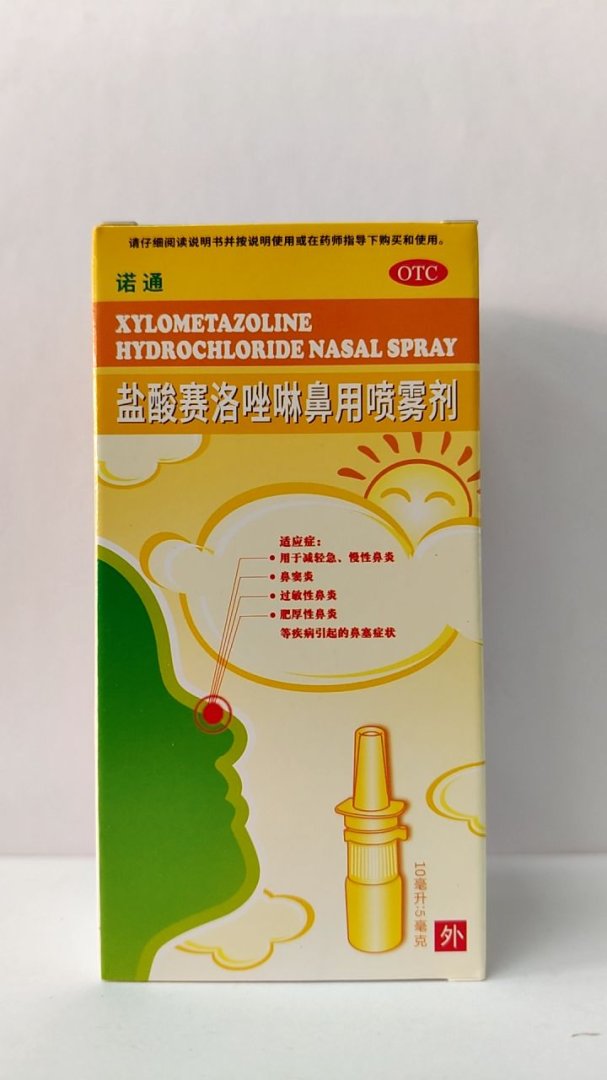 请仔细阅读说明书并按说明使用或在药师指导下购买和使用。
诺通
OTC
XYLOMETAZOLINE
HYDROCHLORIDE NASAL SPRAY
盐酸赛洛唑啉鼻用喷雾剂
适应症：
• 用于减轻急、慢性鼻炎
• 鼻窦炎
• 过敏性鼻炎
• 肥厚性鼻炎
等疾病引起的鼻塞症状
10毫升:5毫克
外